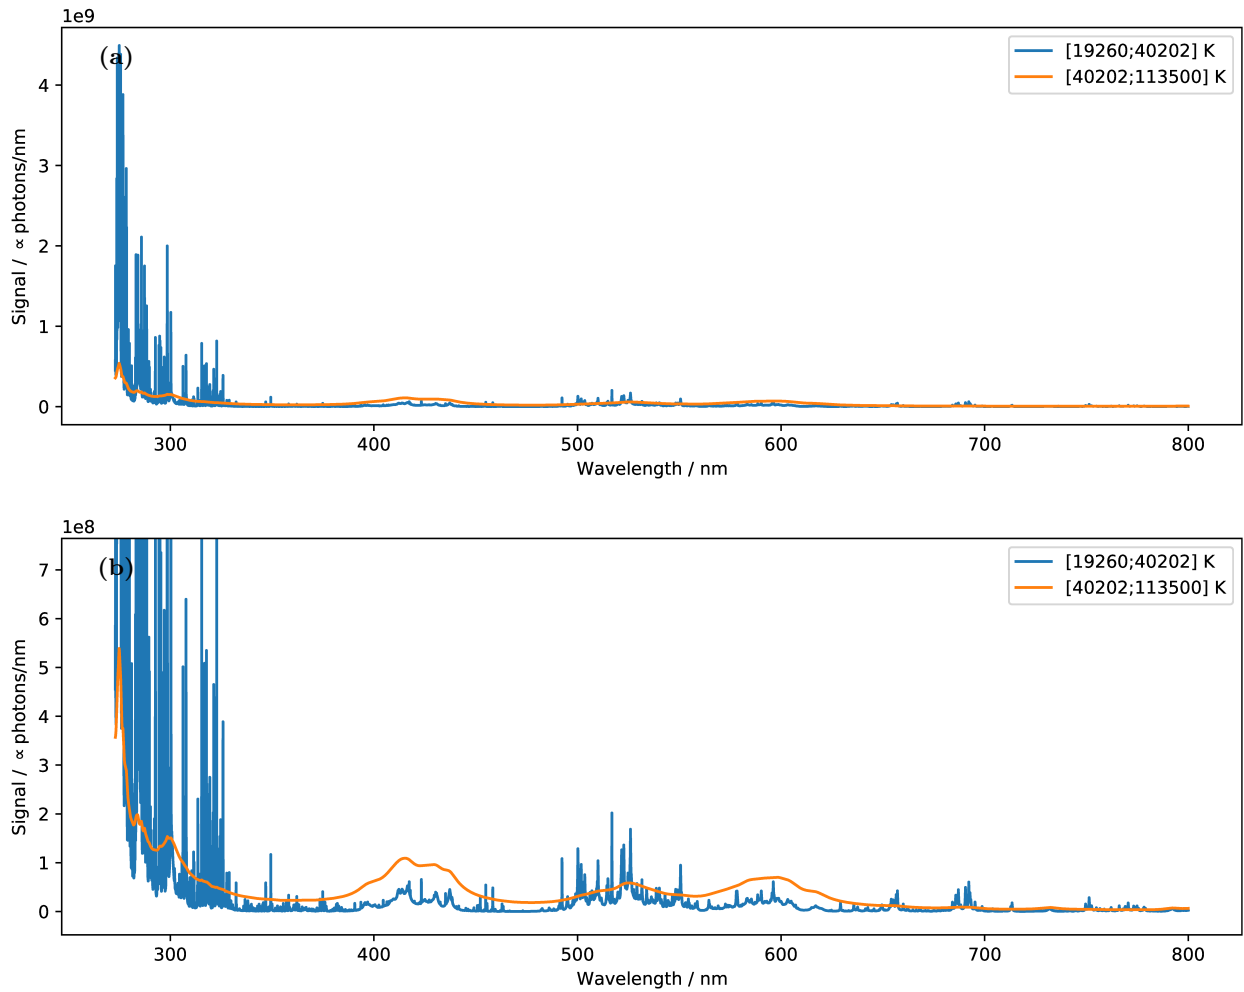 1e9
(a)
[19260;40202] K
[40202;113500] K
4
3
2
1
0
Signal / ∝ photons/nm
300 400 500 600 700 800
Wavelength / nm
1e8
(b)
[19260;40202] K
[40202;113500] K
7
6
5
4
3
2
1
0
Signal / ∝ photons/nm
300 400 500 600 700 800
Wavelength / nm